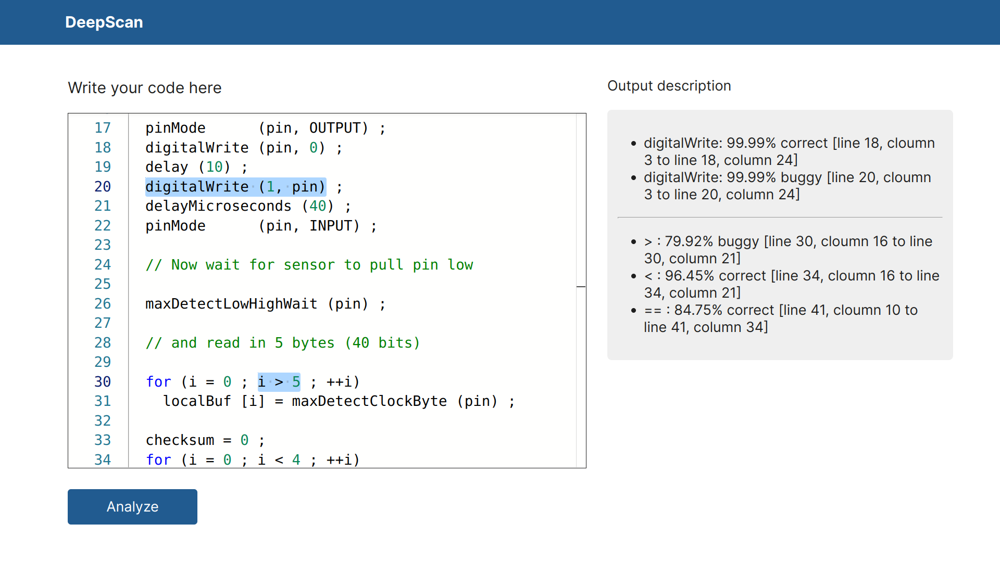 DeepScan
Write your code here
17 pinMode (pin, OUTPUT) ;
18 digitalWrite (pin, 0) ;
19 delay (10) ;
20 digitalWrite (1, pin) ;
21 delayMicroseconds (40) ;
22 pinMode (pin, INPUT) ;
23
24 // Now wait for sensor to pull pin low
25
26 maxDetectLowHighWait (pin) ;
27
28 // and read in 5 bytes (40 bits)
29
30 for (i = 0 ; i > 5 ; ++i)
31 localBuf [i] = maxDetectClockByte (pin) ;
32
33 checksum = 0 ;
34 for (i = 0 ; i < 4 ; ++i)
Analyze
Output description
• digitalWrite: 99.99% correct [line 18, cloumn
3 to line 18, column 24]
• digitalWrite: 99.99% buggy [line 20, cloumn
3 to line 20, column 24]
• > : 79.92% buggy [line 30, cloumn 16 to line
30, column 21]
• < : 96.45% correct [line 34, cloumn 16 to line
34, column 21]
• == : 84.75% correct [line 41, cloumn 10 to
line 41, column 34]